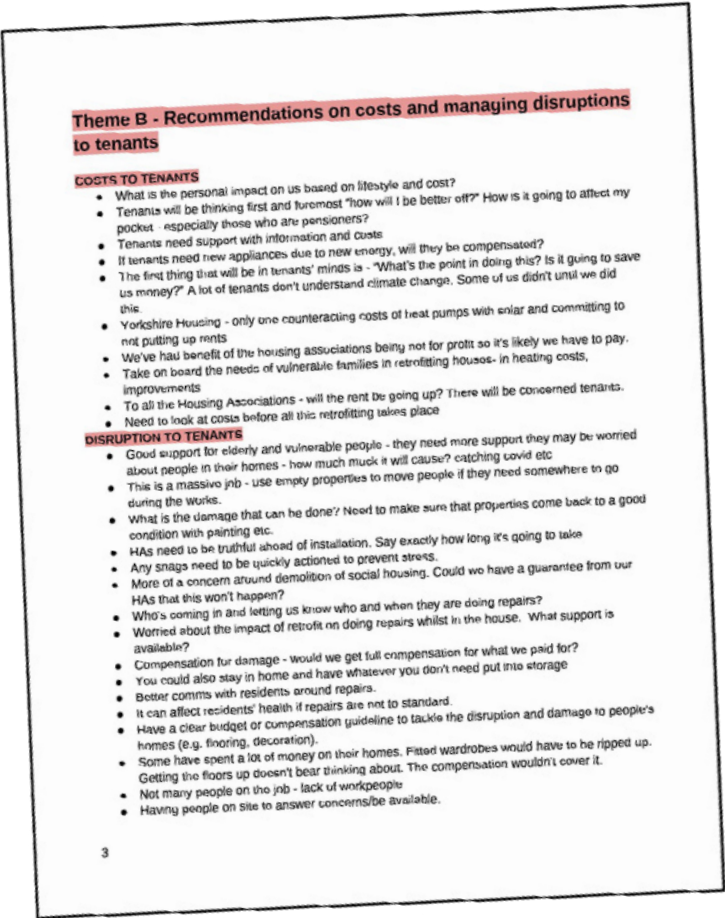 Theme B - Recommendations on costs and managing disruptions
to tenants
COSTS TO TENANTS
• What is the personal impact on us based on lifestyle and cost?
• Tenants will be thinking first and foremost "how will I be better off?" How is it going to affect my
pocket - especially those who are pensioners?
• Tenants need support with information and costs
• If tenants need new appliances due to new energy, will they be compensated?
• The first thing that will be in tenants' minds is - "What's the point in doing this? Is it going to save
us money?" A lot of tenants don't understand climate change. Some of us didn't until we did
this.
• Yorkshire Housing - only one counteracting costs of heat pumps with solar and committing to
not putting up rents
• We've had benefit of the housing associations being not for profit so it's likely we have to pay.
• Take on board the needs of vulnerable families in retrofitting houses- in heating costs,
improvements
• To all the Housing Associations - will the rent be going up? There will be concerned tenants.
• Need to look at costs before all this retrofitting takes place
DISRUPTION TO TENANTS
• Good support for elderly and vulnerable people - they need more support they may be worried
about people in their homes - how much muck it will cause? catching covid etc
• This is a massive job - use empty properties to move people if they need somewhere to go
during the works.
• What is the damage that can be done? Need to make sure that properties come back to a good
condition with painting etc.
• HAs need to be truthful ahead of installation. Say exactly how long it's going to take
• Any snags need to be quickly actioned to prevent stress.
• More of a concern around demolition of social housing. Could we have a guarantee from our
HAs that this won't happen?
• Who's coming in and letting us know who and when they are doing repairs?
• Worried about the impact of retrofit on doing repairs whilst in the house. What support is
available?
• Compensation for damage - would we get full compensation for what we paid for?
• You could also stay in home and have whatever you don't need put into storage
• Better comms with residents around repairs.
• It can affect residents' health if repairs are not to standard.
• Have a clear budget or compensation guideline to tackle the disruption and damage to people's
homes (e.g. flooring, decoration).
• Some have spent a lot of money on their homes. Fitted wardrobes would have to be ripped up.
Getting the floors up doesn't bear thinking about. The compensation wouldn't cover it.
• Not many people on the job - lack of workpeople
• Having people on site to answer concerns/be available.
3